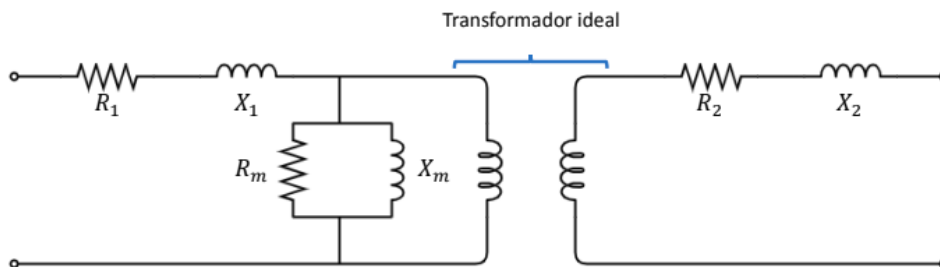 Transformador ideal
R₁
X₁
R₂
X₂
Rₘ
Xₘ